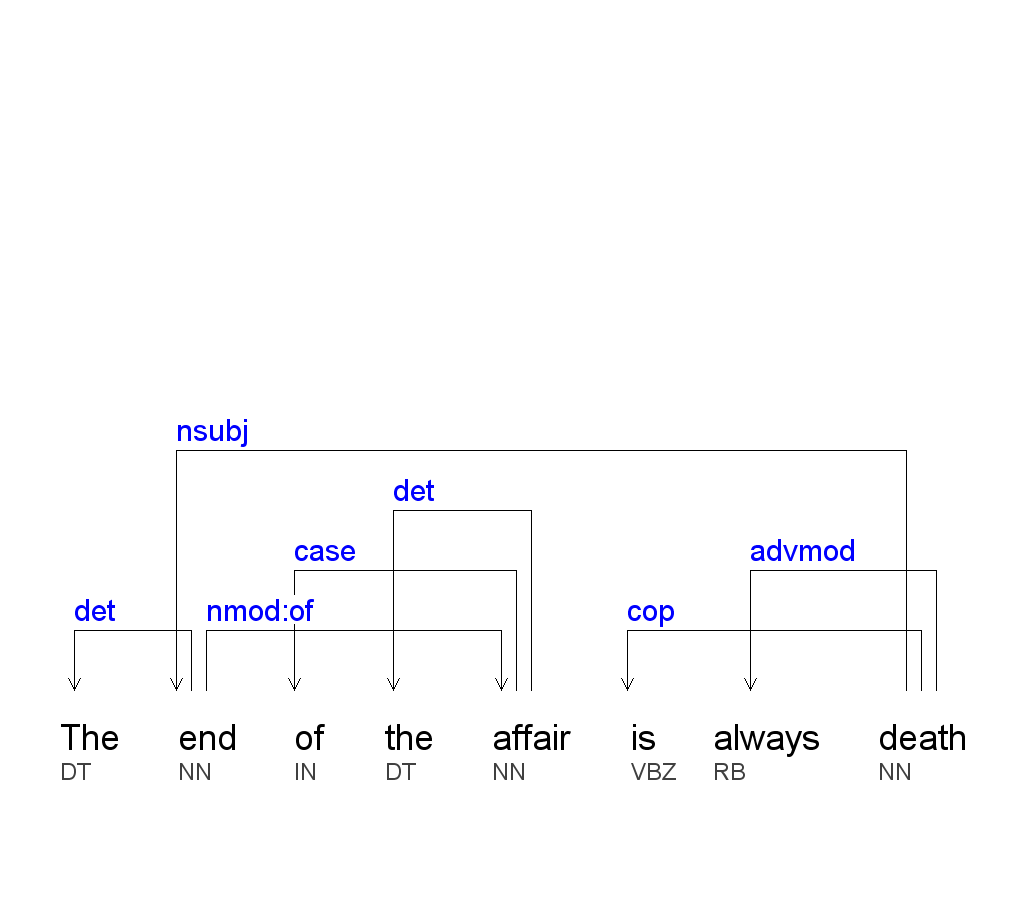 nsubj
det
case advmod
det nmod:of cop
The end of the affair is always death
DT NN IN DT NN VBZ RB NN